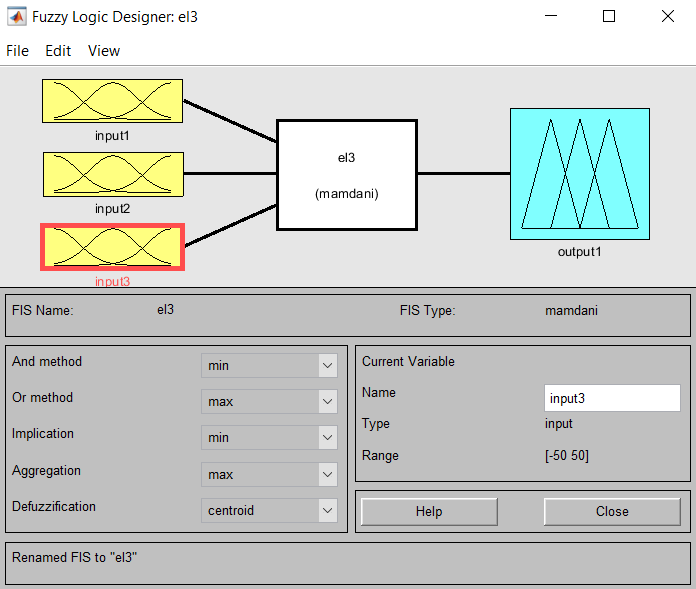 Fuzzy Logic Designer: el3
File Edit View
input1
input2
input3
el3
(mamdani)
output1
FIS Name: el3 FIS Type: mamdani
And method min
Or method max
Implication min
Aggregation max
Defuzzification centroid
Current Variable
Name input3
Type input
Range [-50 50]
Help Close
Renamed FIS to "el3"